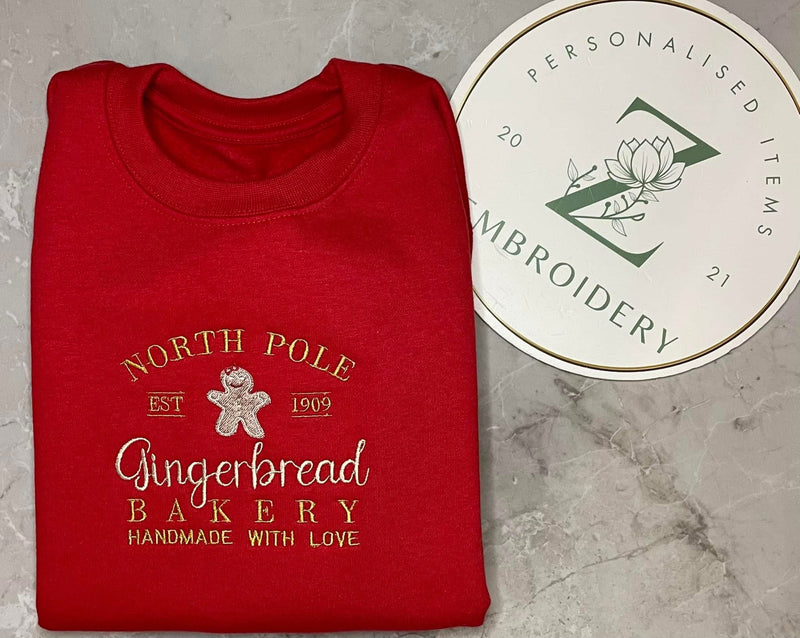 NORTH POLE
EST 1909
Gingerbread
BAKERY
HANDMADE WITH LOVE
PERSONALISED ITEMS
20 21
Z
EMBROIDERY